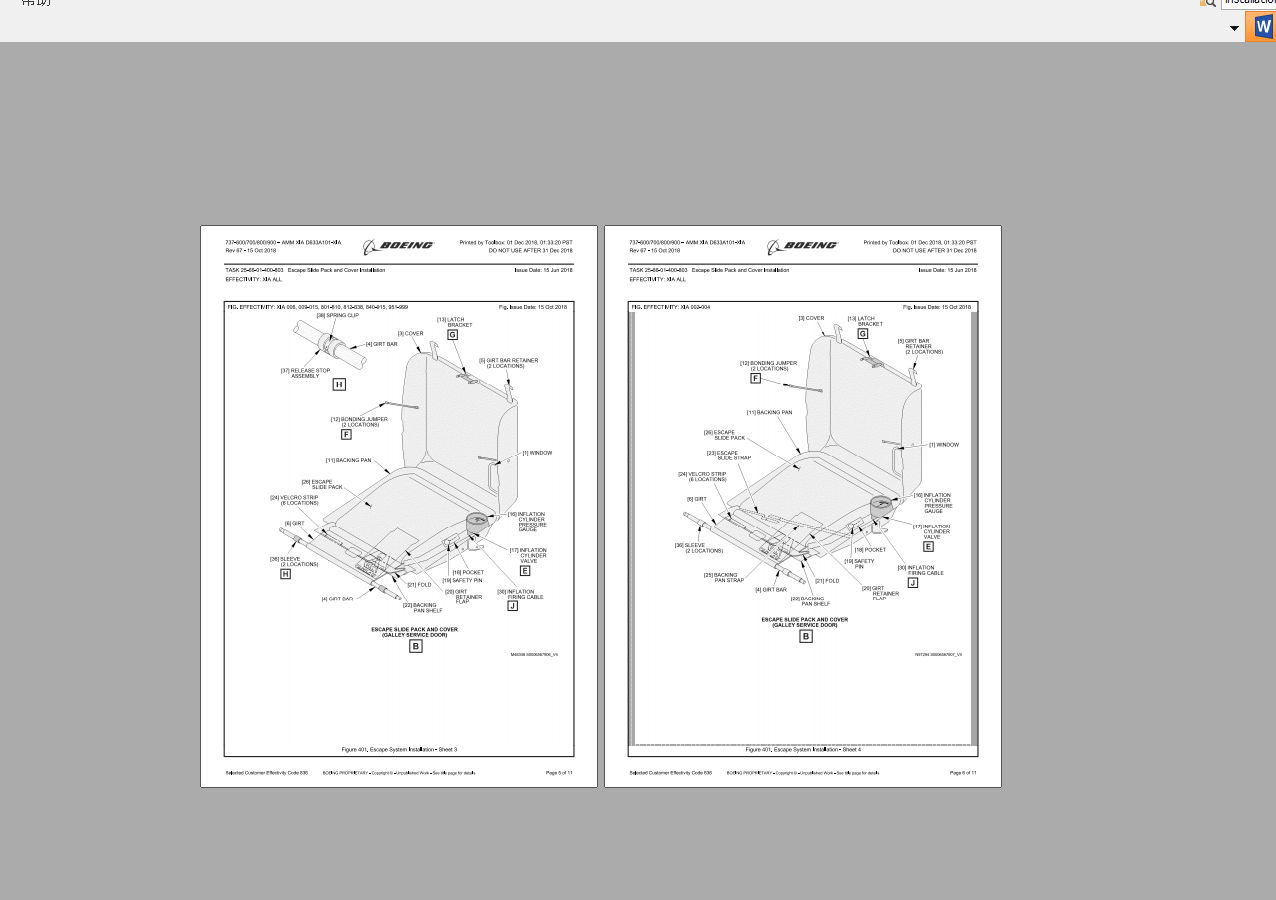 帮助
737-600/700/800/900 - AMM XIA D633A101-XIA
BOEING
Printed by Toolbox: 01 Dec 2018, 01:33:20 PST
Rev 67 - 15 Oct 2018
DO NOT USE AFTER 31 Dec 2018
TASK 25-66-01-400-803 Escape Slide Pack and Cover Installation
Issue Date: 15 Jun 2018
EFFECTIVITY: XIA ALL
FIG. EFFECTIVITY: XIA 008, 009-015, 801-810, 812-838, 840-915, 951-999
Fig. Issue Date: 15 Oct 2018
[38] SPRING CLIP
[13] LATCH
BRACKET
G
[3] COVER
[4] GIRT BAR
[5] GIRT BAR RETAINER
(2 LOCATIONS)
[37] RELEASE STOP
ASSEMBLY
H
[12] BONDING JUMPER
(2 LOCATIONS)
F
[1] WINDOW
[11] BACKING PAN
[26] ESCAPE
SLIDE PACK
[24] VELCRO STRIP
(6 LOCATIONS)
[6] GIRT
[16] INFLATION
CYLINDER
PRESSURE
GAUGE
[36] SLEEVE
(2 LOCATIONS)
H
[17] INFLATION
CYLINDER
VALVE
E
[18] POCKET
[19] SAFETY PIN
[21] FOLD
[20] GIRT
RETAINER
FLAP
[30] INFLATION
FIRING CABLE
J
[4] GIRT BAR
[22] BACKING
PAN SHELF
ESCAPE SLIDE PACK AND COVER
(GALLEY SERVICE DOOR)
B
Figure 401, Escape System Installation - Sheet 3
Selected Customer Effectivity Code 836
BOEING PROPRIETARY - Copyright © - Unpublished Work - See title page for details
Page 5 of 11
737-600/700/800/900 - AMM XIA D633A101-XIA
BOEING
Printed by Toolbox: 01 Dec 2018, 01:33:20 PST
Rev 67 - 15 Oct 2018
DO NOT USE AFTER 31 Dec 2018
TASK 25-66-01-400-803 Escape Slide Pack and Cover Installation
Issue Date: 15 Jun 2018
EFFECTIVITY: XIA ALL
FIG. EFFECTIVITY: XIA 002-004
Fig. Issue Date: 15 Oct 2018
[3] COVER
[13] LATCH
BRACKET
G
[5] GIRT BAR
RETAINER
(2 LOCATIONS)
[12] BONDING JUMPER
(2 LOCATIONS)
F
[11] BACKING PAN
[26] ESCAPE
SLIDE PACK
[1] WINDOW
[23] ESCAPE
SLIDE STRAP
[24] VELCRO STRIP
(6 LOCATIONS)
[6] GIRT
[16] INFLATION
CYLINDER
PRESSURE
GAUGE
[17] INFLATION
CYLINDER
VALVE
E
[36] SLEEVE
(2 LOCATIONS)
[18] POCKET
[19] SAFETY
PIN
[30] INFLATION
FIRING CABLE
J
[25] BACKING
PAN STRAP
[21] FOLD
[4] GIRT BAR
[20] GIRT
RETAINER
FLAP
[22] BACKING
PAN SHELF
ESCAPE SLIDE PACK AND COVER
(GALLEY SERVICE DOOR)
B
Figure 401, Escape System Installation - Sheet 4
Selected Customer Effectivity Code 836
BOEING PROPRIETARY - Copyright © - Unpublished Work - See title page for details
Page 6 of 11